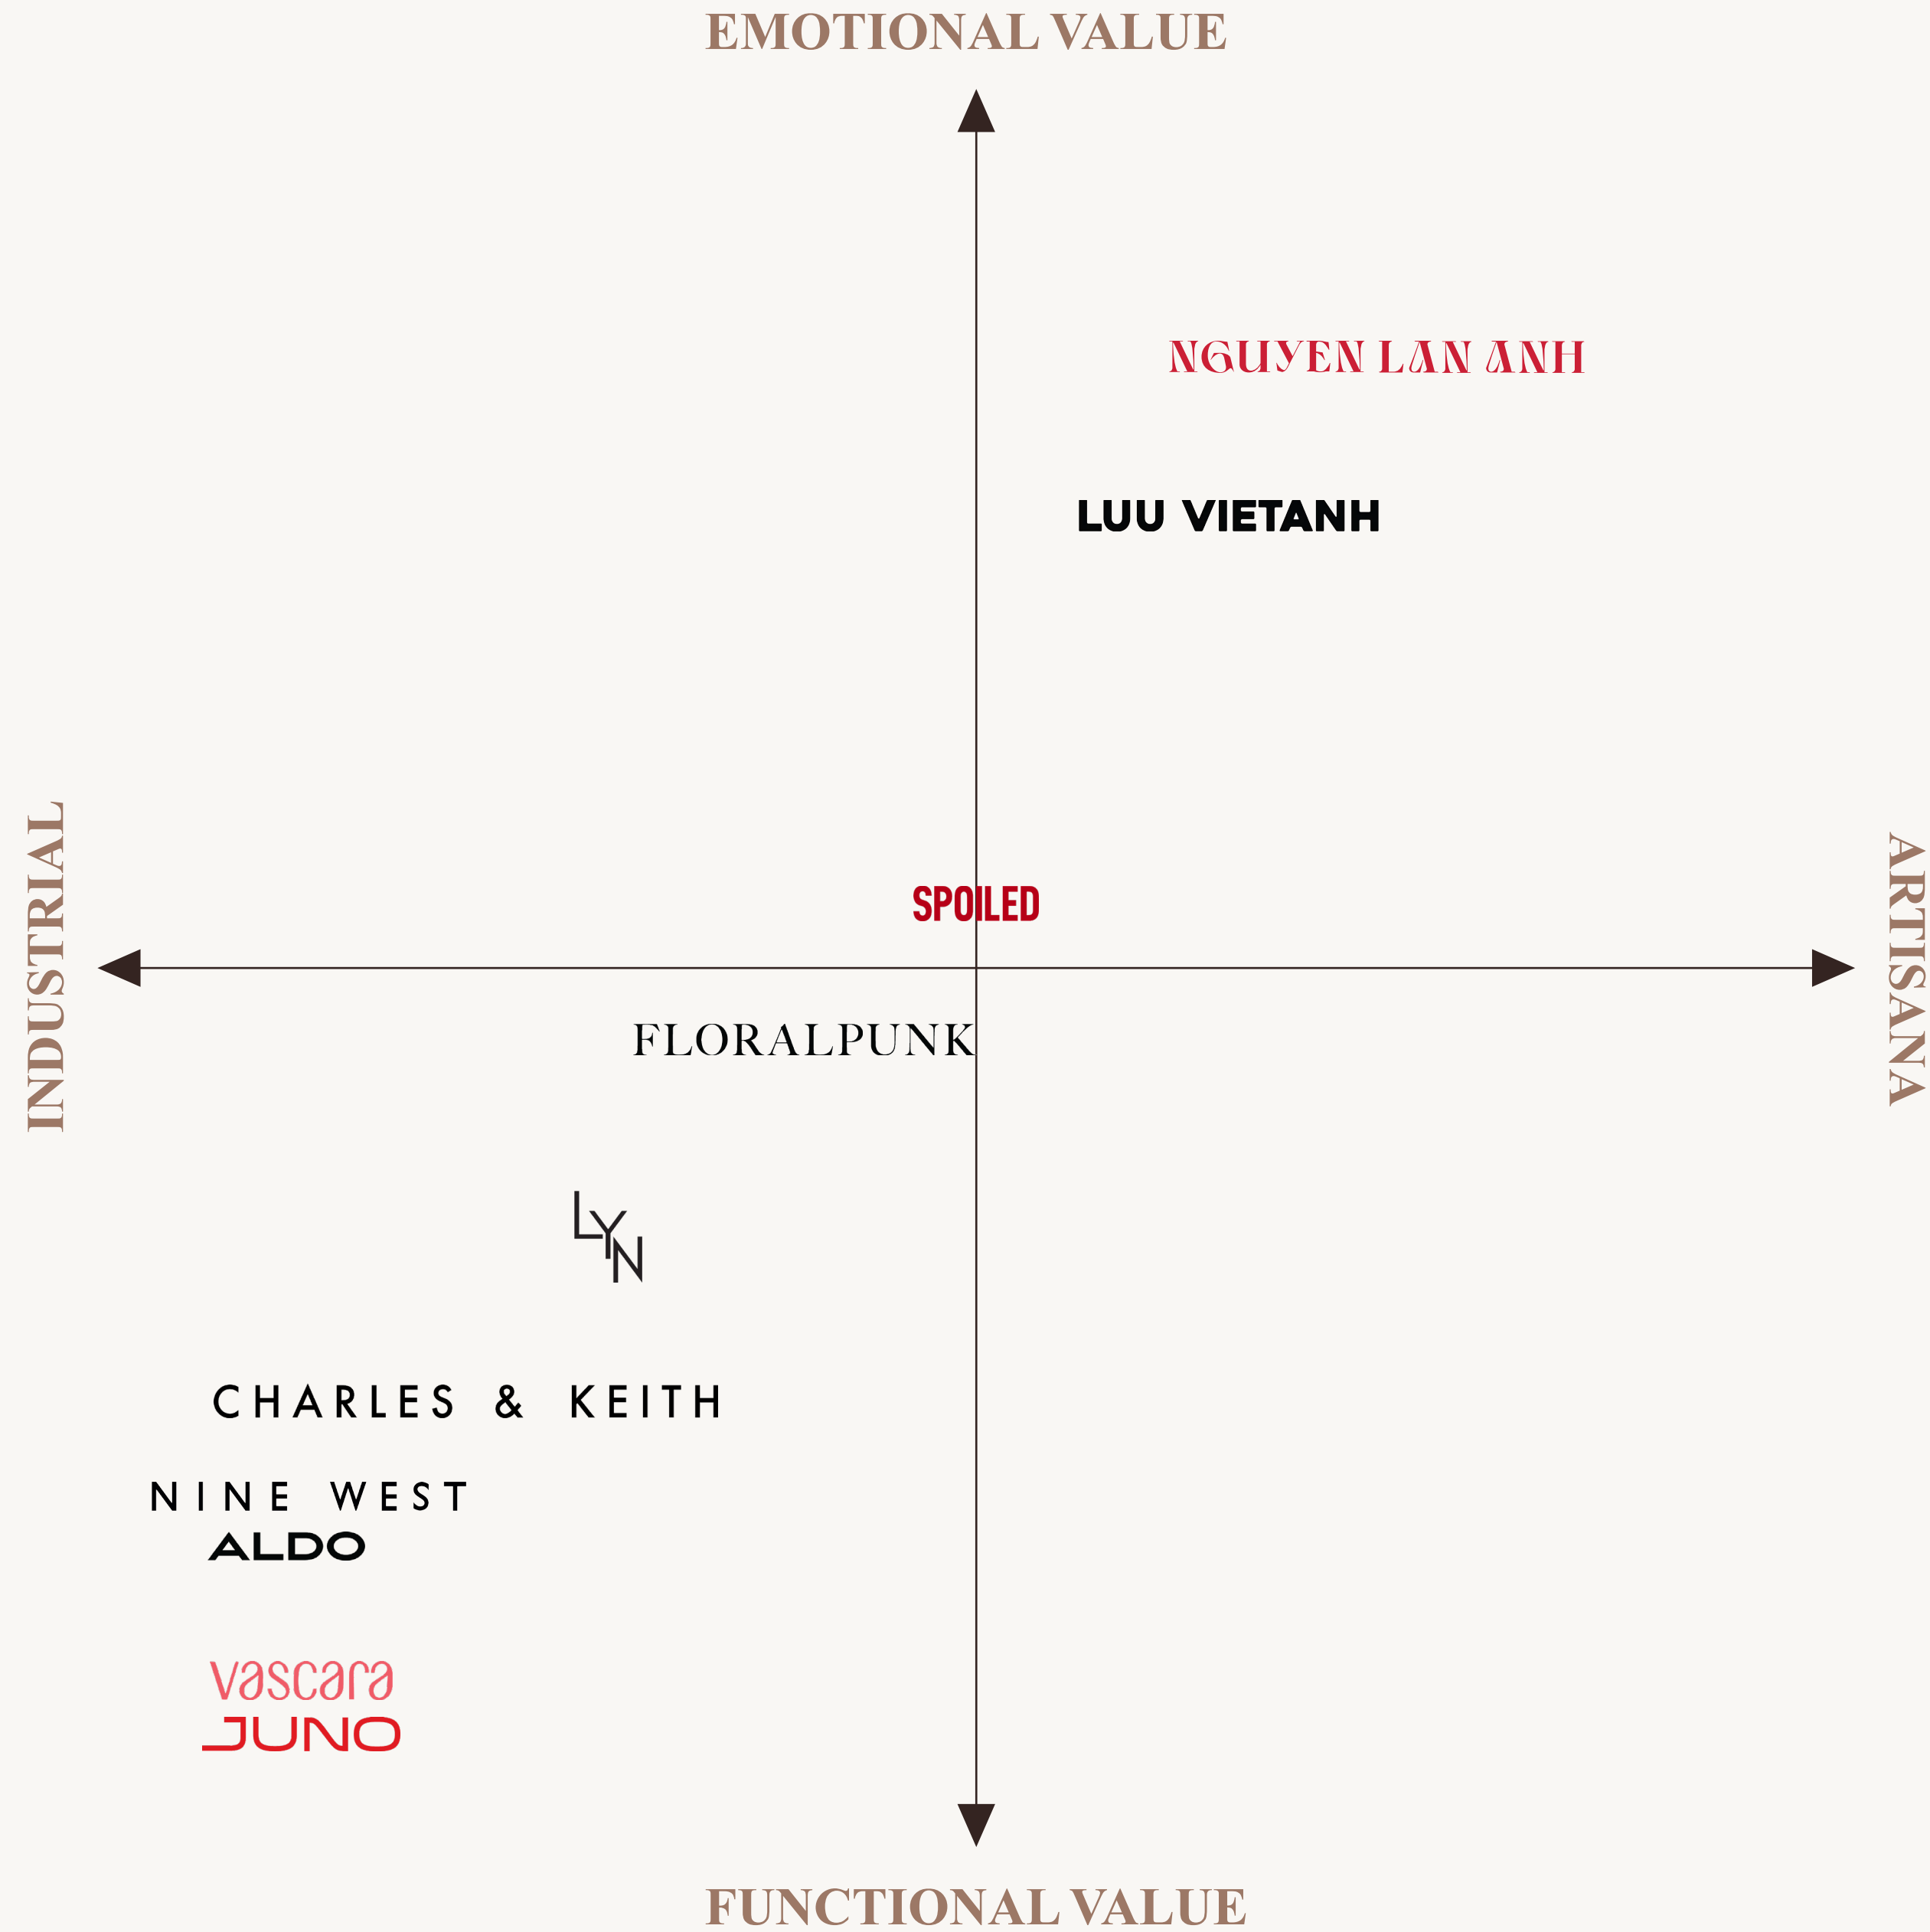 EMOTIONAL VALUE
NGUYEN LAN ANH
LUU VIETANH
INDUSTRIAL
ARTISANA
SPOILED
FLORALPUNK
LYN
CHARLES & KEITH
NINE WEST
ALDO
vascara
JUNO
FUNCTIONAL VALUE